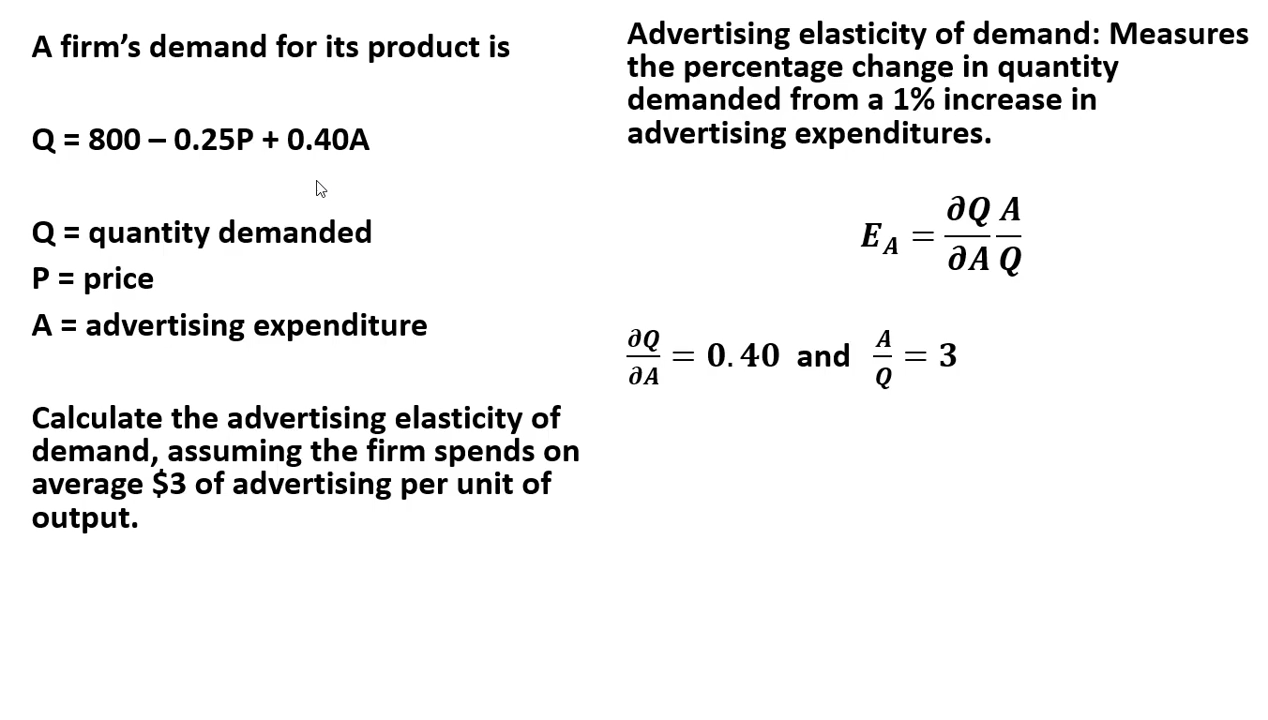 A firm’s demand for its product is
Q = 800 – 0.25P + 0.40A
Q = quantity demanded
P = price
A = advertising expenditure
Calculate the advertising elasticity of
demand, assuming the firm spends on
average $3 of advertising per unit of
output.
Advertising elasticity of demand: Measures
the percentage change in quantity
demanded from a 1% increase in
advertising expenditures.
E_A = ∂Q/∂A A/Q
∂Q/∂A = 0.40 and A/Q = 3